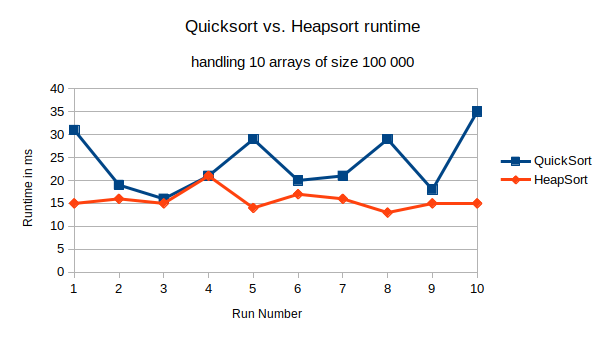 Quicksort vs. Heapsort runtime
handling 10 arrays of size 100 000
40
35
30
25
20
15
10
5
0
Runtime in ms
1 2 3 4 5 6 7 8 9 10
Run Number
QuickSort
HeapSort